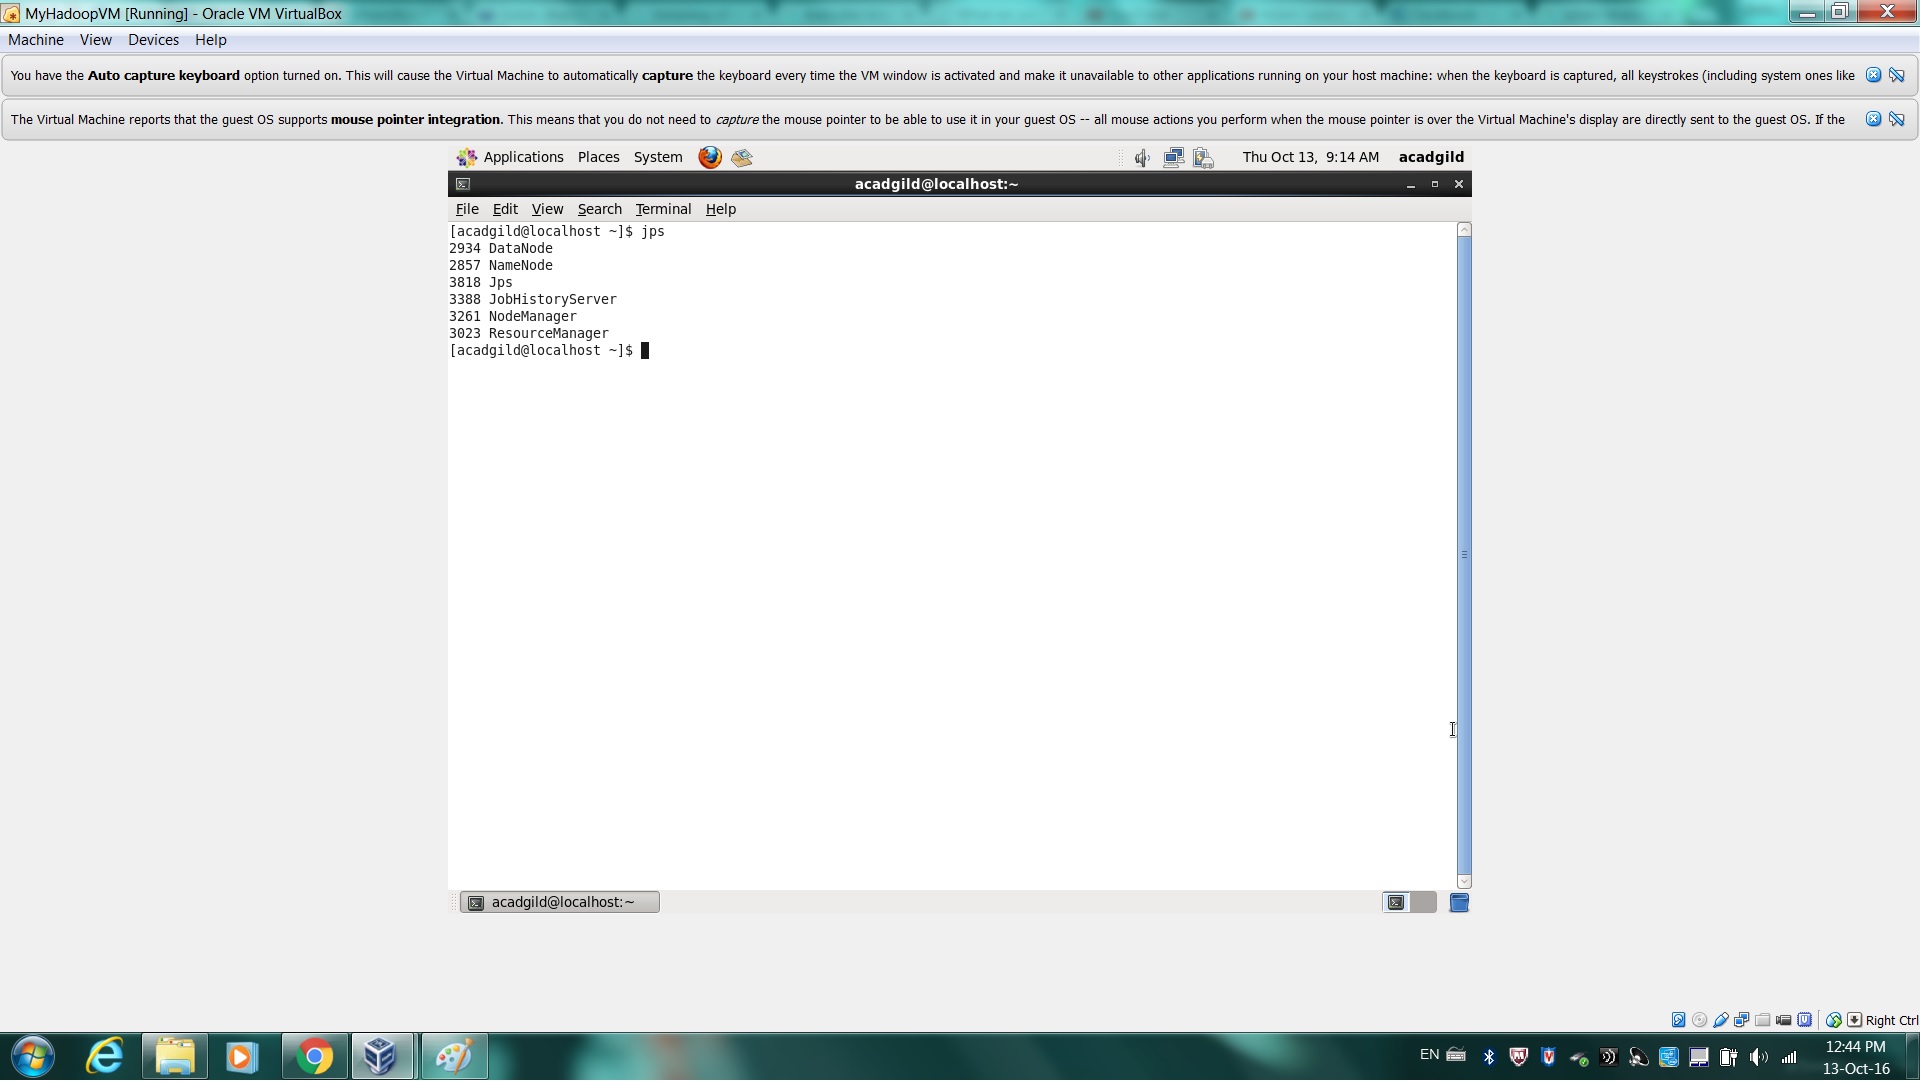 MyHadoopVM [Running] - Oracle VM VirtualBox
Machine View Devices Help
You have the Auto capture keyboard option turned on. This will cause the Virtual Machine to automatically capture the keyboard every time the VM window is activated and make it unavailable to other applications running on your host machine: when the keyboard is captured, all keystrokes (including system ones like
The Virtual Machine reports that the guest OS supports mouse pointer integration. This means that you do not need to capture the mouse pointer to be able to use it in your guest OS -- all mouse actions you perform when the mouse pointer is over the Virtual Machine's display are directly sent to the guest OS. If the
Applications Places System Thu Oct 13, 9:14 AM acadgild
acadgild@localhost:~
File Edit View Search Terminal Help
[acadgild@localhost ~]$ jps
2934 DataNode
2857 NameNode
3818 Jps
3388 JobHistoryServer
3261 NodeManager
3023 ResourceManager
[acadgild@localhost ~]$
acadgild@localhost:~
Right Ctrl
EN 12:44 PM
13-Oct-16